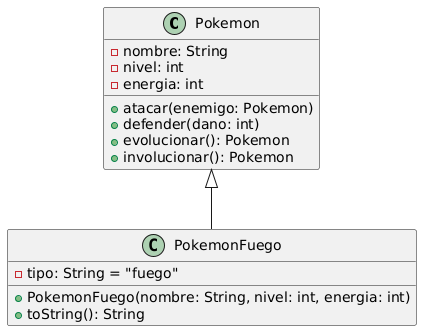 C Pokemon
nombre: String
nivel: int
energia: int
atacar(enemigo: Pokemon)
defender(dano: int)
evolucionar(): Pokemon
involucionar(): Pokemon
C PokemonFuego
tipo: String = "fuego"
PokemonFuego(nombre: String, nivel: int, energia: int)
toString(): String